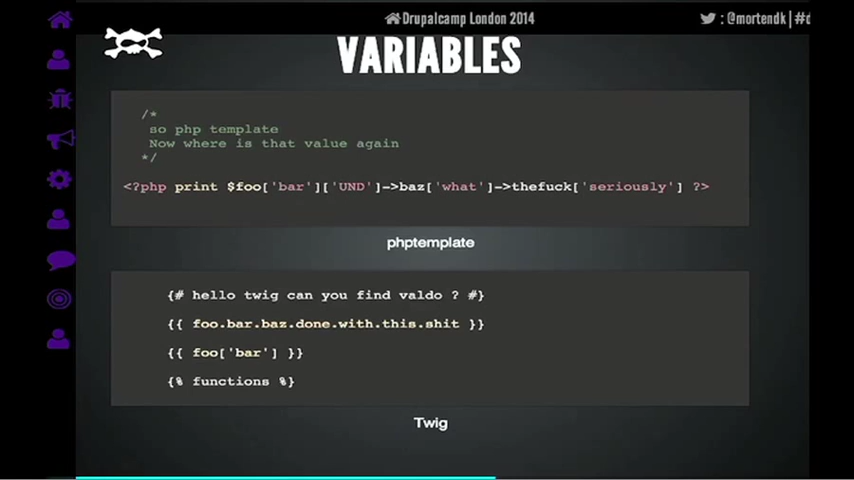 Drupalcamp London 2014
: @mortendk | #d
VARIABLES
/*
so php template
Now where is that value again
*/
<?php print $foo['bar']['UND']->baz['what']->thefuck['seriously'] ?>
phptemplate
{# hello twig can you find valdo ? #}
{{ foo.bar.baz.done.with.this.shit }}
{{ foo['bar'] }}
{% functions %}
Twig